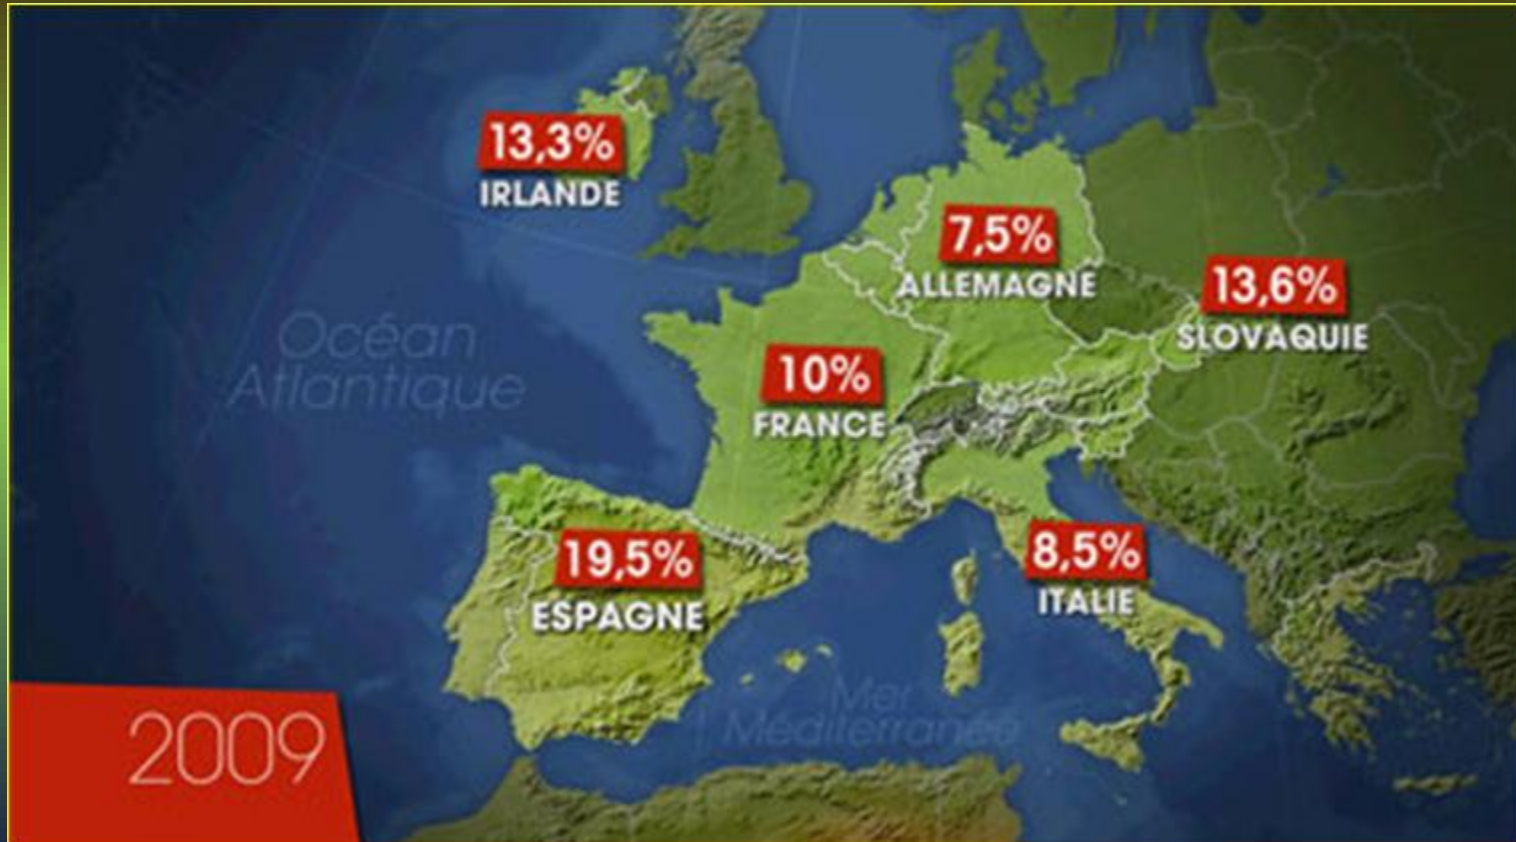 13,3%
IRLANDE
7,5%
ALLEMAGNE
13,6%
SLOVAQUIE
Océan
Atlantique
10%
FRANCE
19,5%
ESPAGNE
8,5%
ITALIE
Mer
Méditerranée
2009